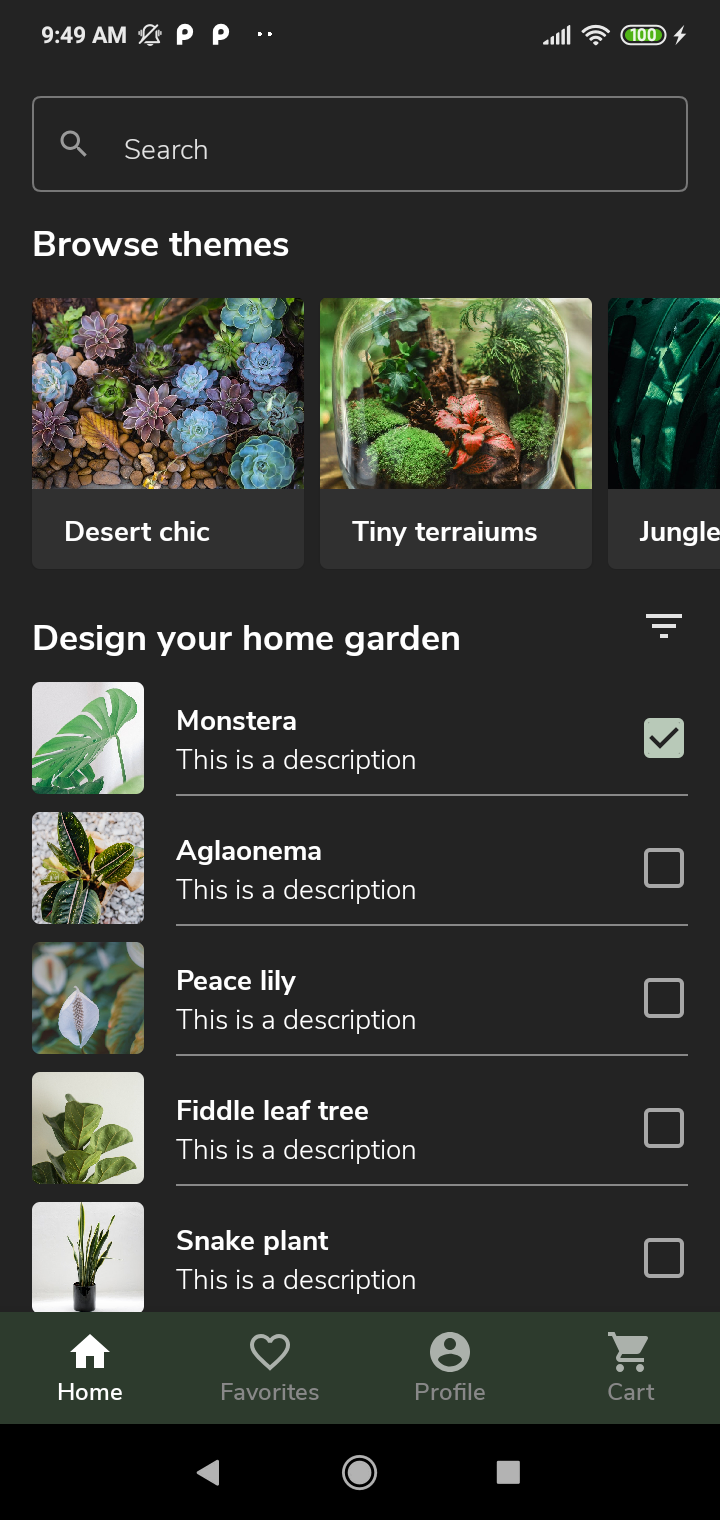 9:49 AM
100
Search
Browse themes
Desert chic
Tiny terraiums
Jungle
Design your home garden
Monstera
This is a description
Aglaonema
This is a description
Peace lily
This is a description
Fiddle leaf tree
This is a description
Snake plant
This is a description
Home
Favorites
Profile
Cart